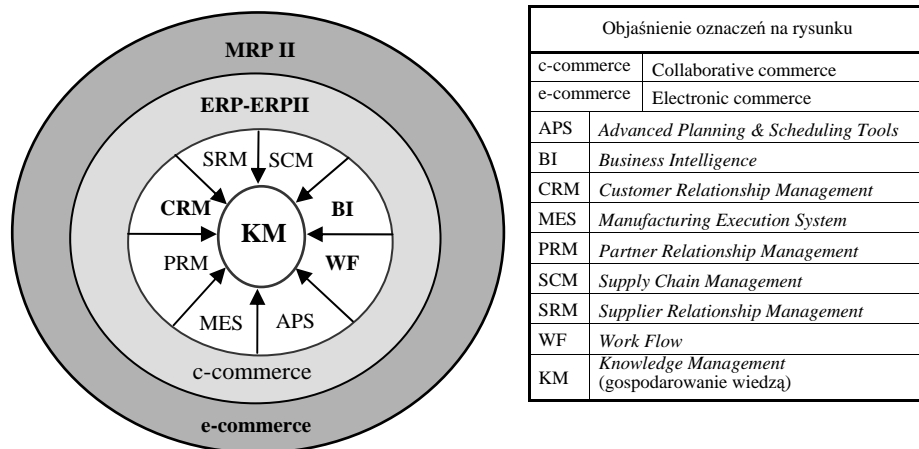 MRP II
ERP-ERPII
SRM SCM
CRM BI
KM
PRM WF
MES APS
c-commerce
e-commerce
Objaśnienie oznaczeń na rysunku
c-commerce Collaborative commerce
e-commerce Electronic commerce
APS Advanced Planning & Scheduling Tools
BI Business Intelligence
CRM Customer Relationship Management
MES Manufacturing Execution System
PRM Partner Relationship Management
SCM Supply Chain Management
SRM Supplier Relationship Management
WF Work Flow
KM Knowledge Management
(gospodarowanie wiedzą)